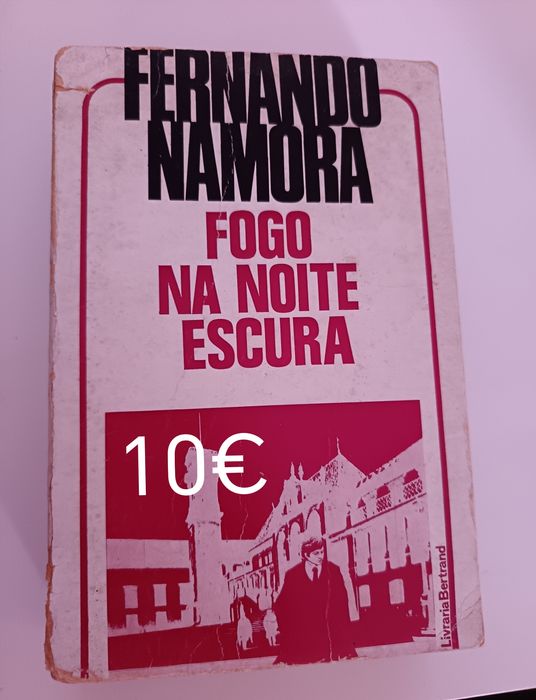 FERNANDO
NAMORA
FOGO
NA NOITE
ESCURA
10€
Livraria Bertrand